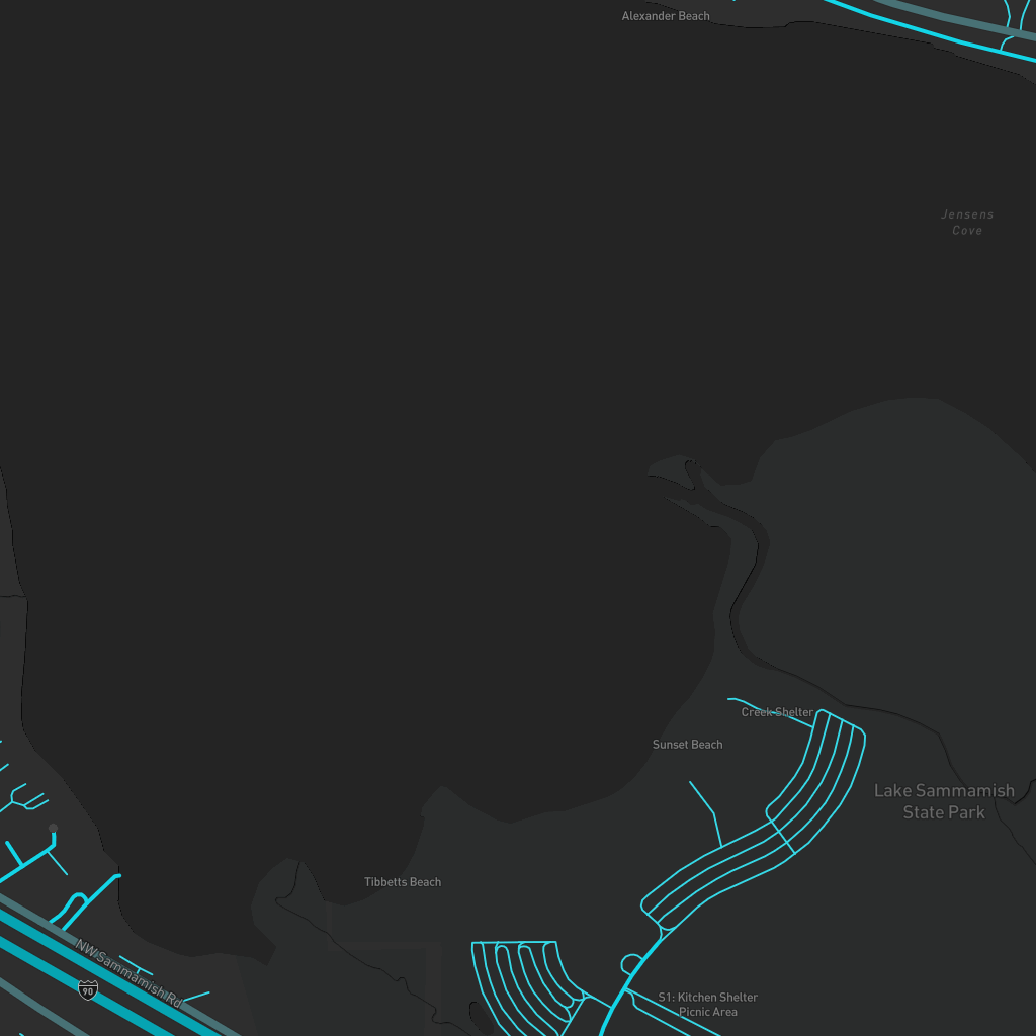 Alexander Beach
Jensens
Cove
Creek Shelter
Sunset Beach
Lake Sammamish
State Park
Tibbetts Beach
NW Sammamish Rd
90
S1: Kitchen Shelter
Picnic Area